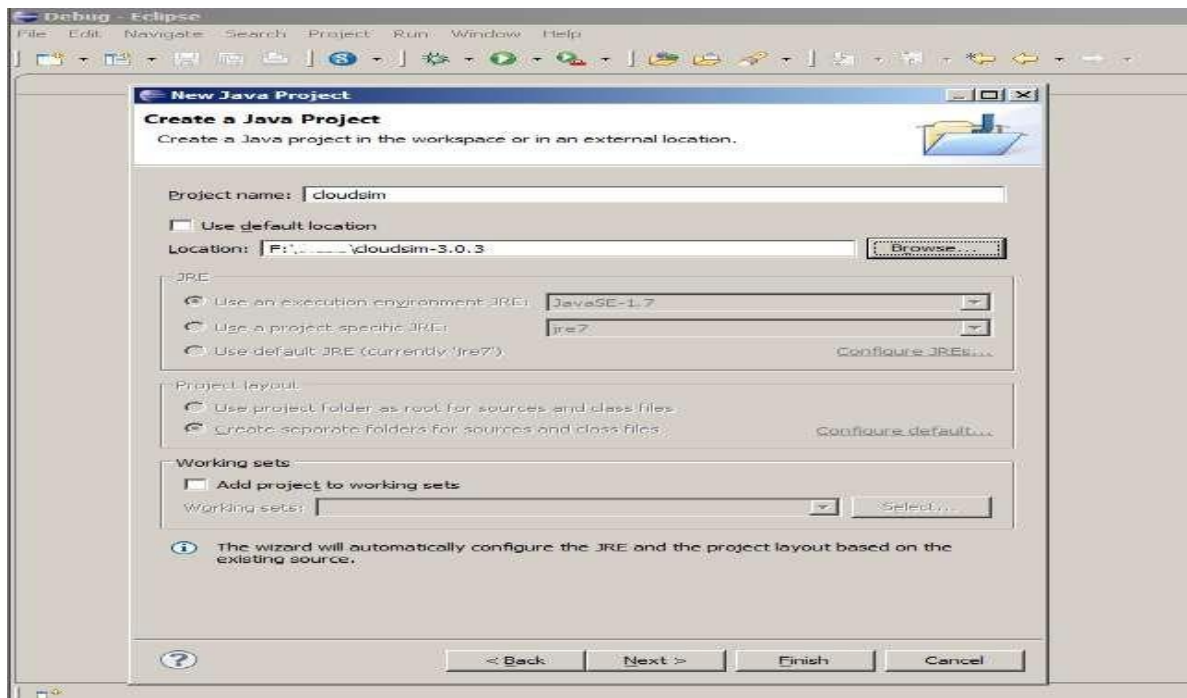 Debug - Eclipse
File Edit Navigate Search Project Run Window Help
New Java Project
Create a Java Project
Create a Java project in the workspace or in an external location.
Project name: cloudsim
Use default location
Location: F:\ \cloudsim-3.0.3 Browse...
JRE
Use an execution environment JRE: JavaSE-1.7
Use a project specific JRE: jre7
Use default JRE (currently 'jre7') Configure JREs...
Project layout
Use project folder as root for sources and class files
Create separate folders for sources and class files Configure default...
Working sets
Add project to working sets
Working sets: Select...
The wizard will automatically configure the JRE and the project layout based on the
existing source.
< Back Next > Finish Cancel